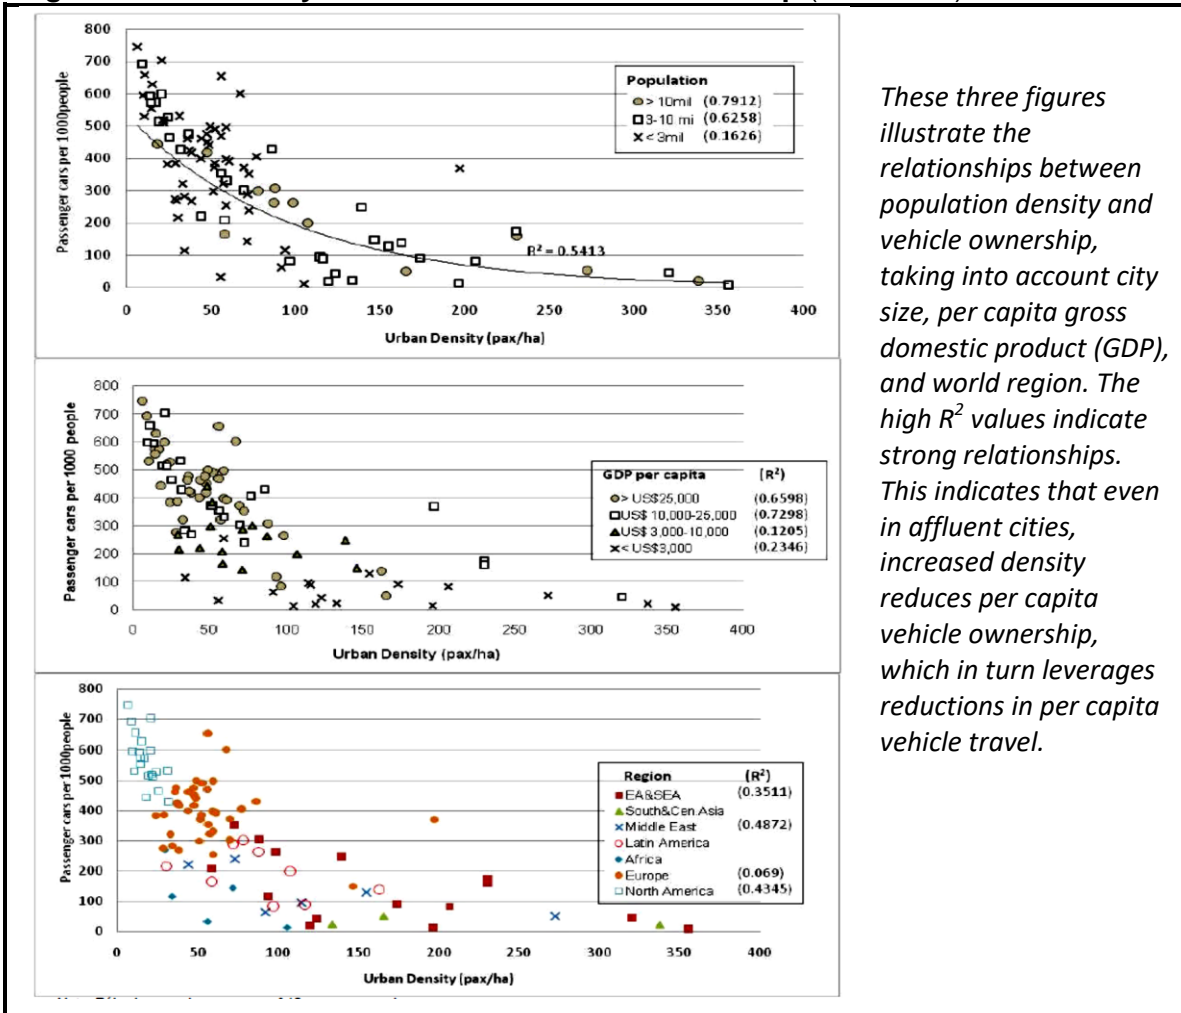 800
700
600
500
400
300
200
100
0
Passenger cars per 1000people
Population
> 10mil (0.7912)
3-10 mi (0.6258)
< 3mil (0.1626)
R² = 0.5413
0 50 100 150 200 250 300 350 400
Urban Density (pax/ha)
800
700
600
500
400
300
200
100
0
Passenger cars per 1000 people
GDP per capita (R²)
> US$25,000 (0.6598)
US$ 10,000-25,000 (0.7298)
US$ 3,000-10,000 (0.1205)
< US$3,000 (0.2346)
0 50 100 150 200 250 300 350 400
Urban Density (pax/ha)
800
700
600
500
400
300
200
100
0
Passenger cars per 1000people
Region (R²)
EA&SEA (0.3511)
South&Cen.Asia
Middle East (0.4872)
Latin America
Africa
Europe (0.069)
North America (0.4345)
0 50 100 150 200 250 300 350 400
Urban Density (pax/ha)
These three figures
illustrate the
relationships between
population density and
vehicle ownership,
taking into account city
size, per capita gross
domestic product (GDP),
and world region. The
high R² values indicate
strong relationships.
This indicates that even
in affluent cities,
increased density
reduces per capita
vehicle ownership,
which in turn leverages
reductions in per capita
vehicle travel.